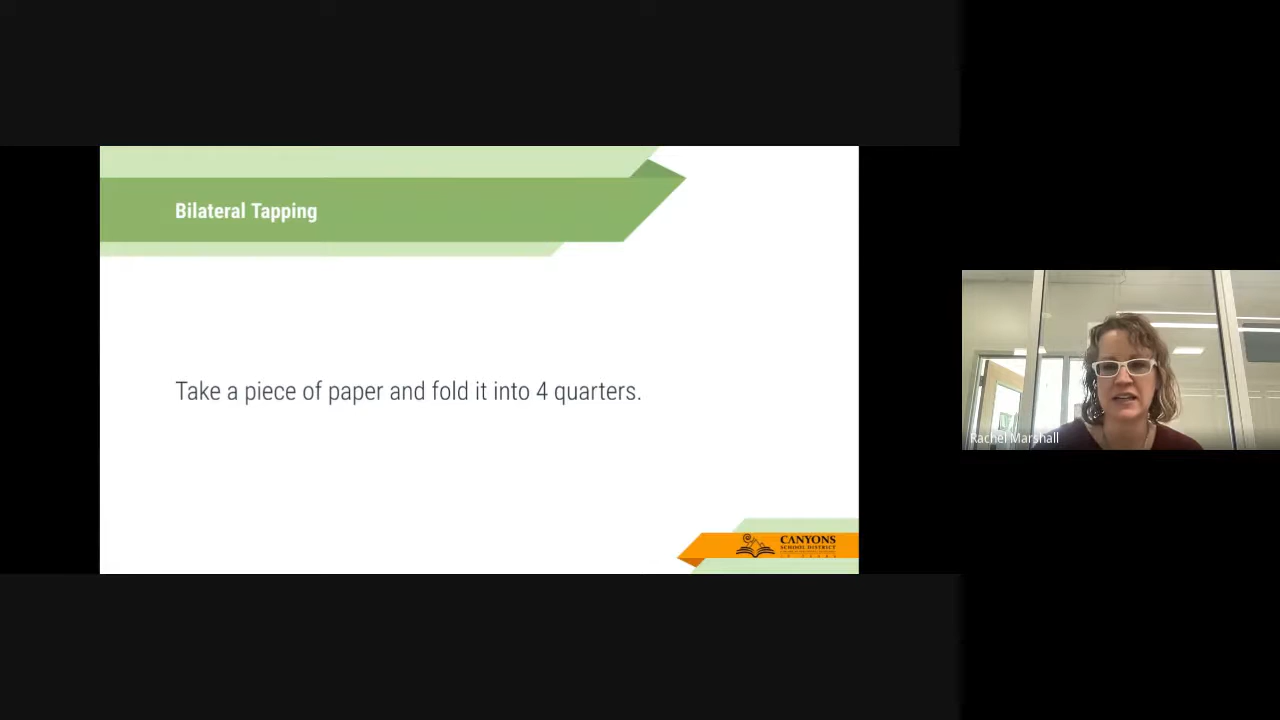 Bilateral Tapping
Take a piece of paper and fold it into 4 quarters.
Rachel Marshall
CANYONS
SCHOOL DISTRICT